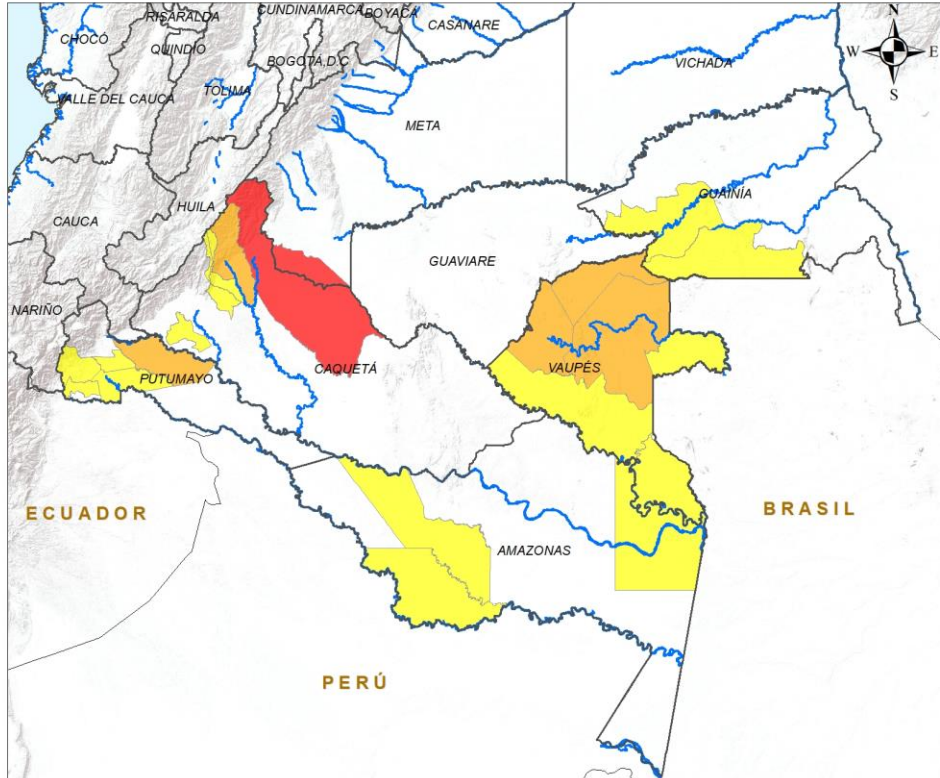 RISARALDA
CUNDINAMARCA
BOYACÁ
CASANARE
N
W E
S
CHOCÓ
QUINDÍO
BOGOTA,D.C
VICHADA
VALLE DEL CAUCA
TOLIMA
META
GUAINÍA
HUILA
CAUCA
GUAVIARE
NARIÑO
CAQUETÁ
VAUPÉS
PUTUMAYO
ECUADOR
BRASIL
AMAZONAS
PERÚ